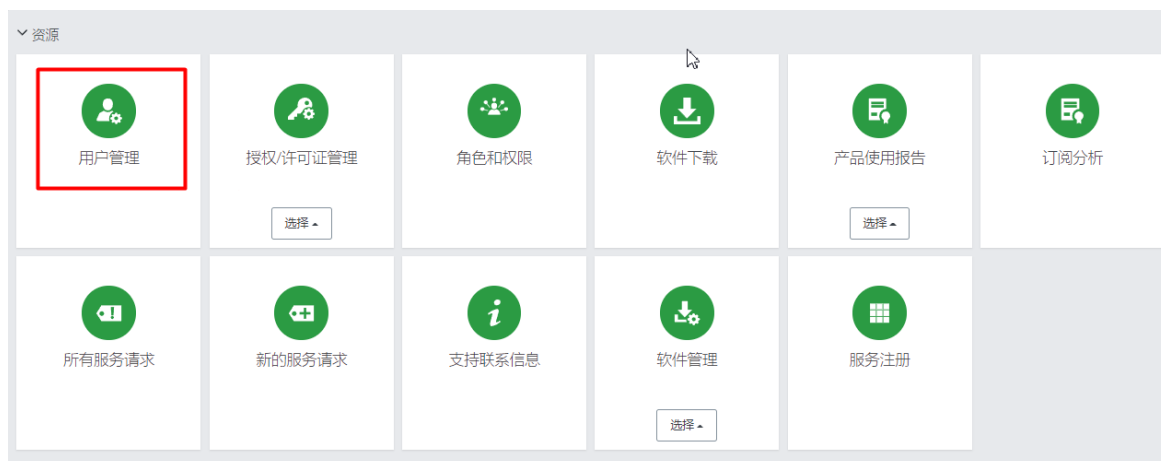 资源
用户管理
授权/许可证管理
角色和权限
软件下载
产品使用报告
订阅分析
选择
选择
所有服务请求
新的服务请求
支持联系信息
软件管理
服务注册
选择